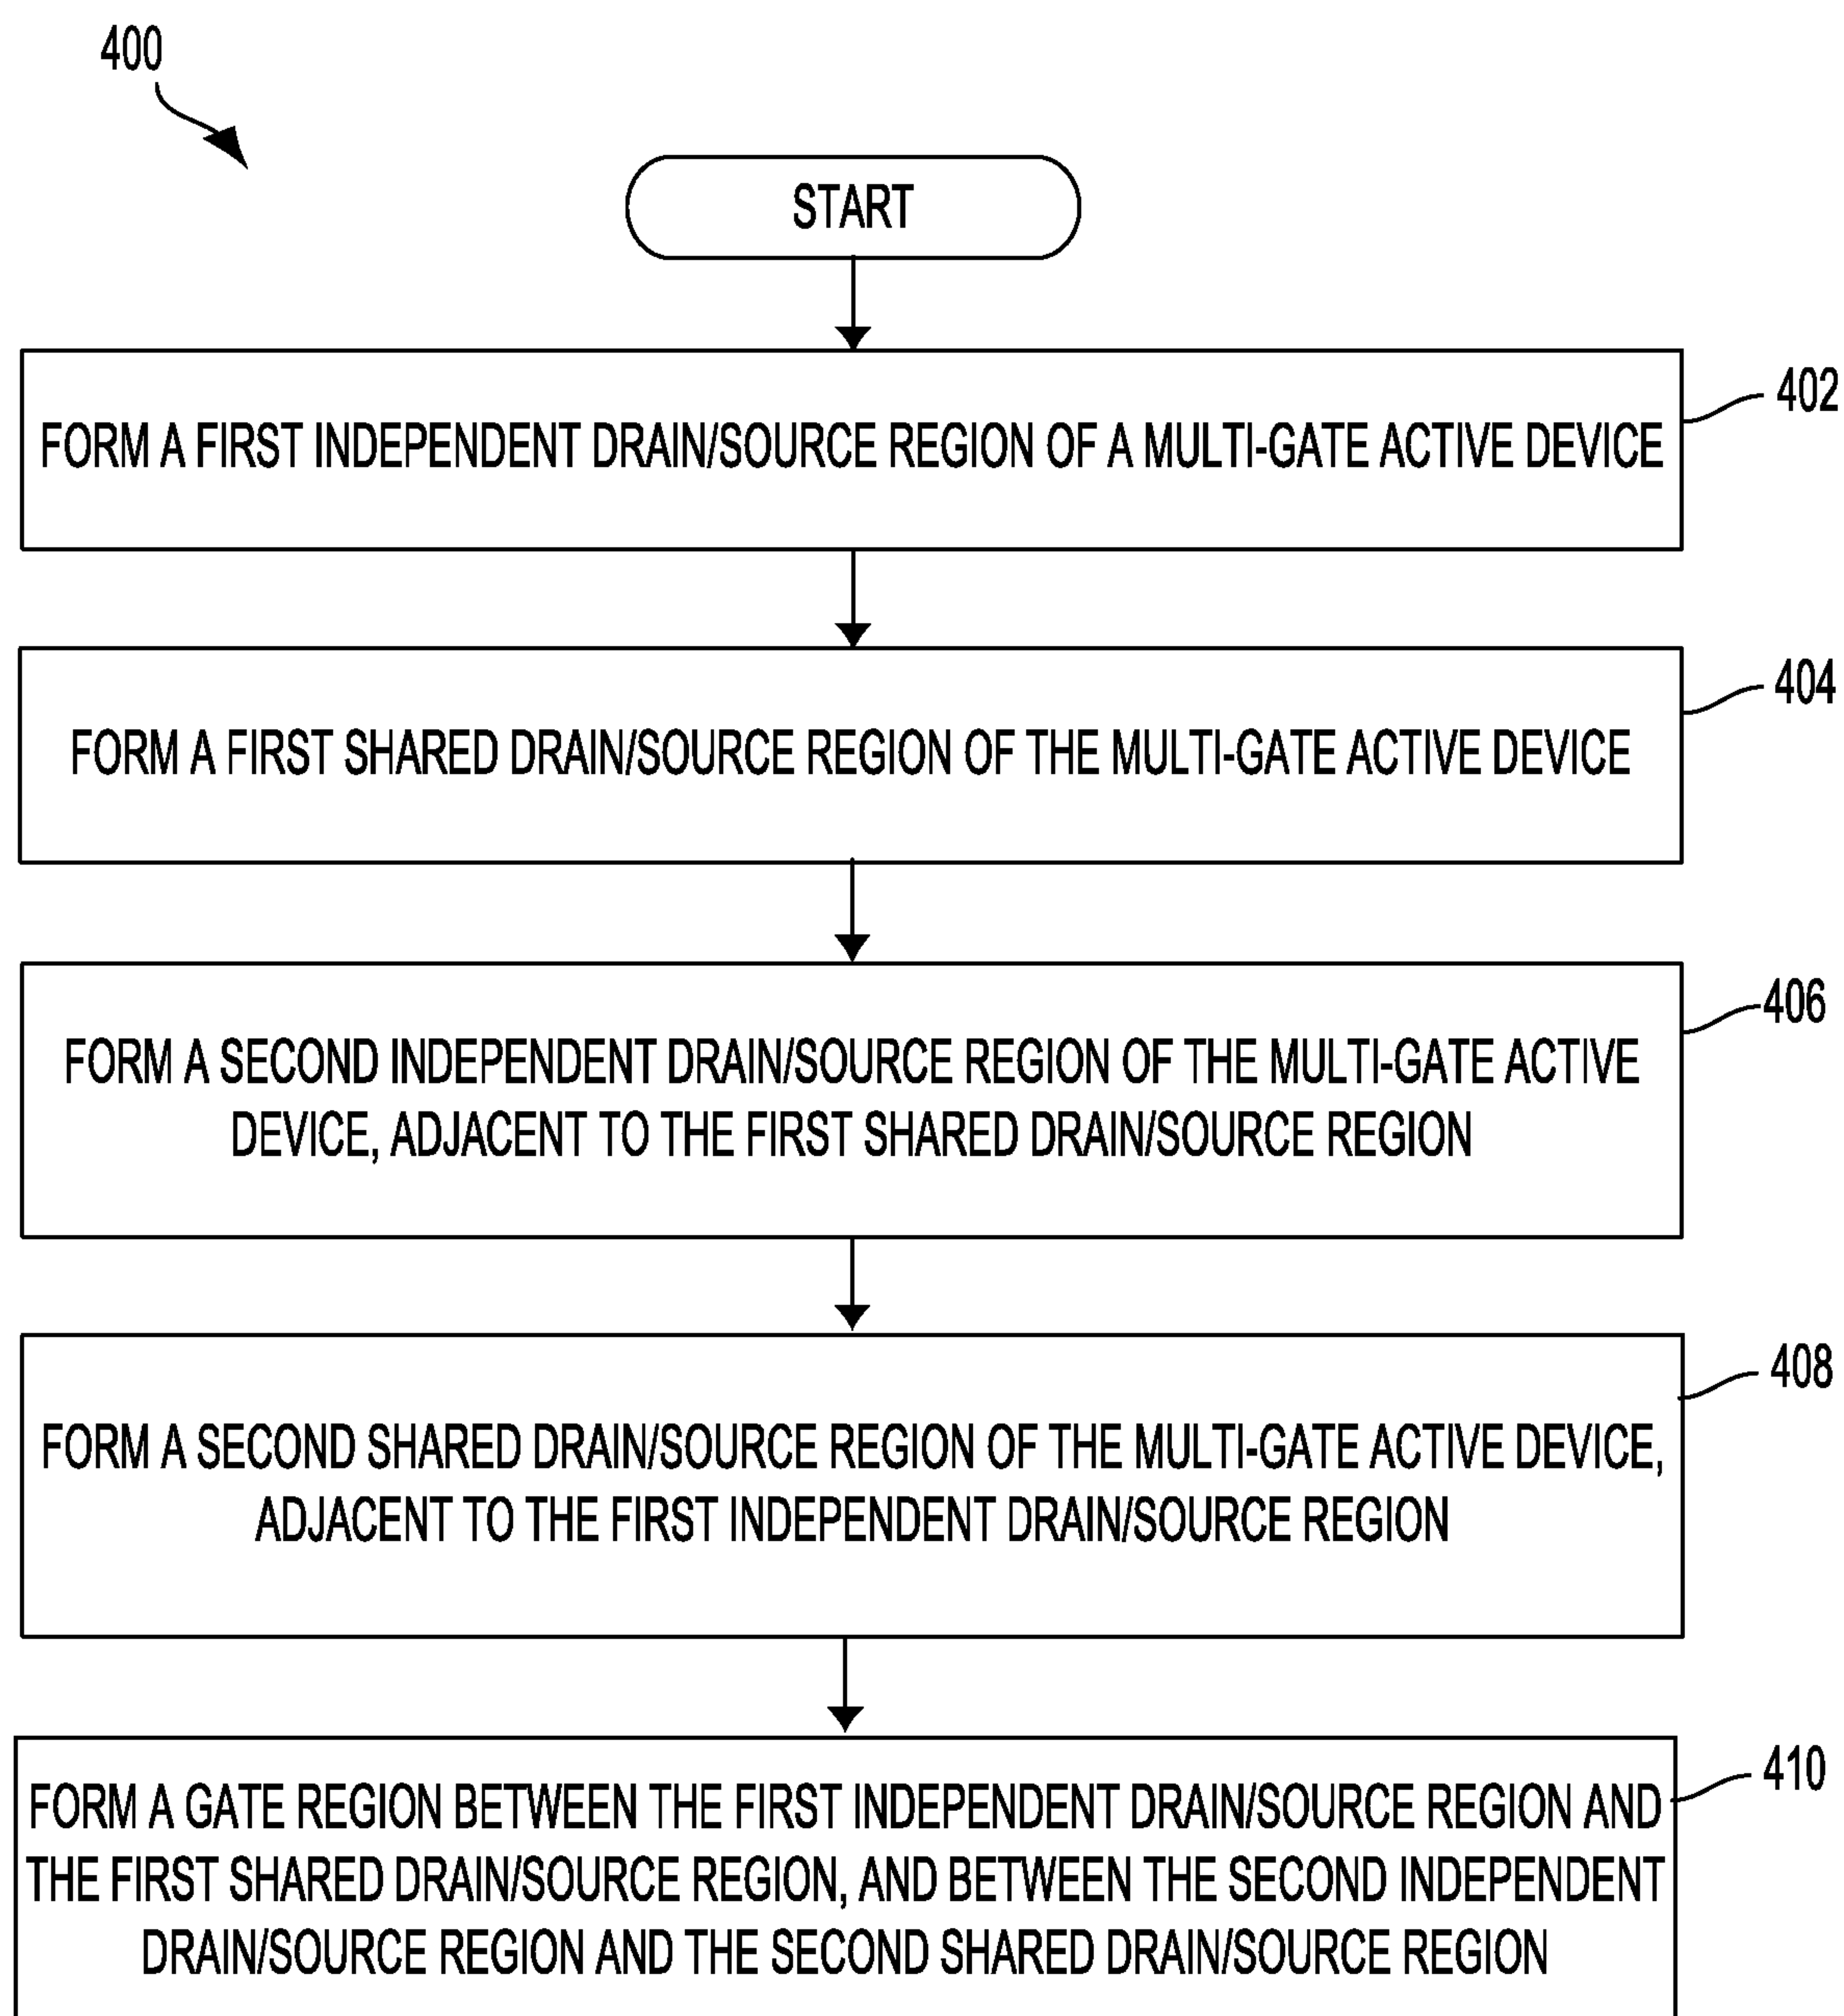 400
START
402
FORM A FIRST INDEPENDENT DRAIN/SOURCE REGION OF A MULTI-GATE ACTIVE DEVICE
404
FORM A FIRST SHARED DRAIN/SOURCE REGION OF THE MULTI-GATE ACTIVE DEVICE
406
FORM A SECOND INDEPENDENT DRAIN/SOURCE REGION OF THE MULTI-GATE ACTIVE
DEVICE, ADJACENT TO THE FIRST SHARED DRAIN/SOURCE REGION
408
FORM A SECOND SHARED DRAIN/SOURCE REGION OF THE MULTI-GATE ACTIVE DEVICE,
ADJACENT TO THE FIRST INDEPENDENT DRAIN/SOURCE REGION
410
FORM A GATE REGION BETWEEN THE FIRST INDEPENDENT DRAIN/SOURCE REGION AND
THE FIRST SHARED DRAIN/SOURCE REGION, AND BETWEEN THE SECOND INDEPENDENT
DRAIN/SOURCE REGION AND THE SECOND SHARED DRAIN/SOURCE REGION